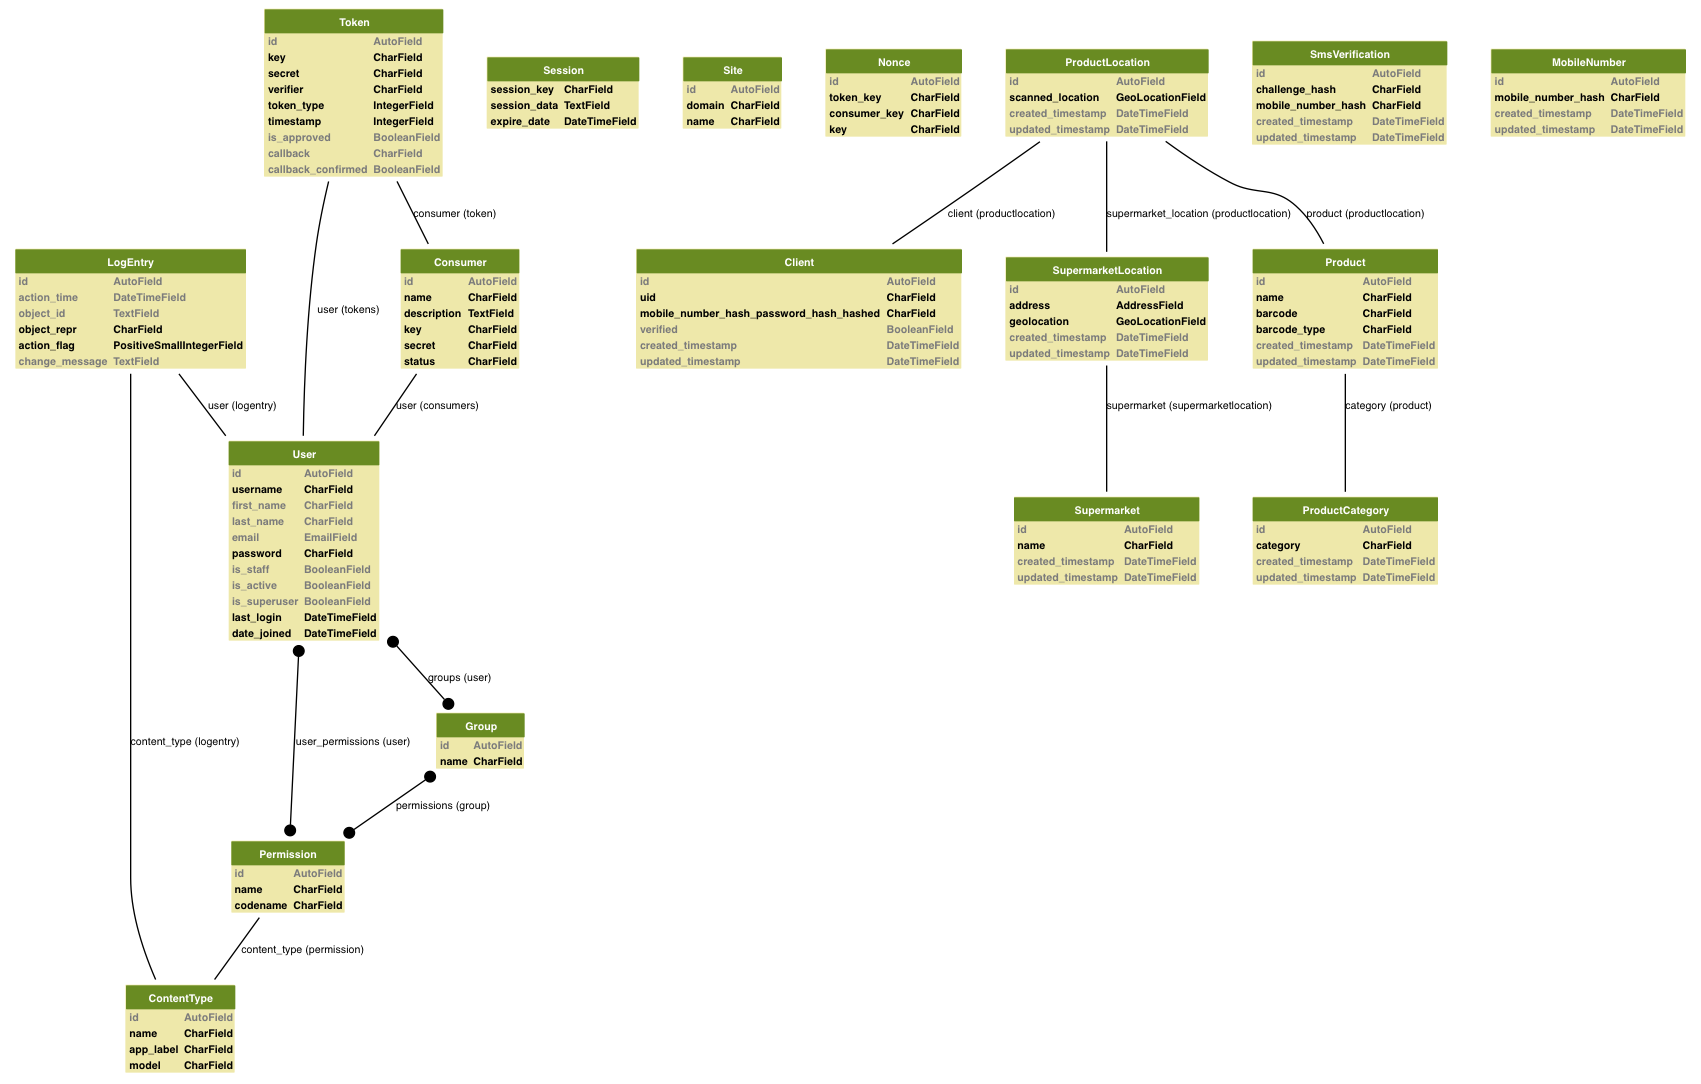 Token
id AutoField
key CharField
secret CharField
verifier CharField
token_type IntegerField
timestamp IntegerField
is_approved BooleanField
callback CharField
callback_confirmed BooleanField
Session
session_key CharField
session_data TextField
expire_date DateTimeField
Site
id AutoField
domain CharField
name CharField
Nonce
id AutoField
token_key CharField
consumer_key CharField
key CharField
ProductLocation
id AutoField
scanned_location GeoLocationField
created_timestamp DateTimeField
updated_timestamp DateTimeField
SmsVerification
id AutoField
challenge_hash CharField
mobile_number_hash CharField
created_timestamp DateTimeField
updated_timestamp DateTimeField
MobileNumber
id AutoField
mobile_number_hash CharField
created_timestamp DateTimeField
updated_timestamp DateTimeField
consumer (token)
client (productlocation)
supermarket_location (productlocation)
product (productlocation)
LogEntry
id AutoField
action_time DateTimeField
object_id TextField
object_repr CharField
action_flag PositiveSmallIntegerField
change_message TextField
user (tokens)
Consumer
id AutoField
name CharField
description TextField
key CharField
secret CharField
status CharField
Client
id AutoField
uid CharField
mobile_number_hash_password_hash_hashed CharField
verified BooleanField
created_timestamp DateTimeField
updated_timestamp DateTimeField
SupermarketLocation
id AutoField
address AddressField
geolocation GeoLocationField
created_timestamp DateTimeField
updated_timestamp DateTimeField
Product
id AutoField
name CharField
barcode CharField
barcode_type CharField
created_timestamp DateTimeField
updated_timestamp DateTimeField
user (logentry)
user (consumers)
supermarket (supermarketlocation)
category (product)
User
id AutoField
username CharField
first_name CharField
last_name CharField
email EmailField
password CharField
is_staff BooleanField
is_active BooleanField
is_superuser BooleanField
last_login DateTimeField
date_joined DateTimeField
Supermarket
id AutoField
name CharField
created_timestamp DateTimeField
updated_timestamp DateTimeField
ProductCategory
id AutoField
category CharField
created_timestamp DateTimeField
updated_timestamp DateTimeField
groups (user)
content_type (logentry)
user_permissions (user)
Group
id AutoField
name CharField
permissions (group)
Permission
id AutoField
name CharField
codename CharField
content_type (permission)
ContentType
id AutoField
name CharField
app_label CharField
model CharField